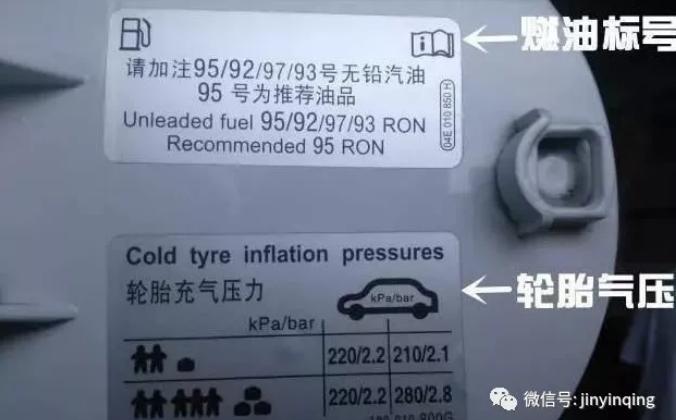 燃油标号
请加注95/92/97/93号无铅汽油
95 号为推荐油品
Unleaded fuel 95/92/97/93 RON
Recommended 95 RON
04E 010 850 H
Cold tyre inflation pressures
轮胎充气压力
kPa/bar
轮胎气压
kPa/bar
220/2.2 210/2.1
220/2.2 280/2.8
微信号: jinyinqing